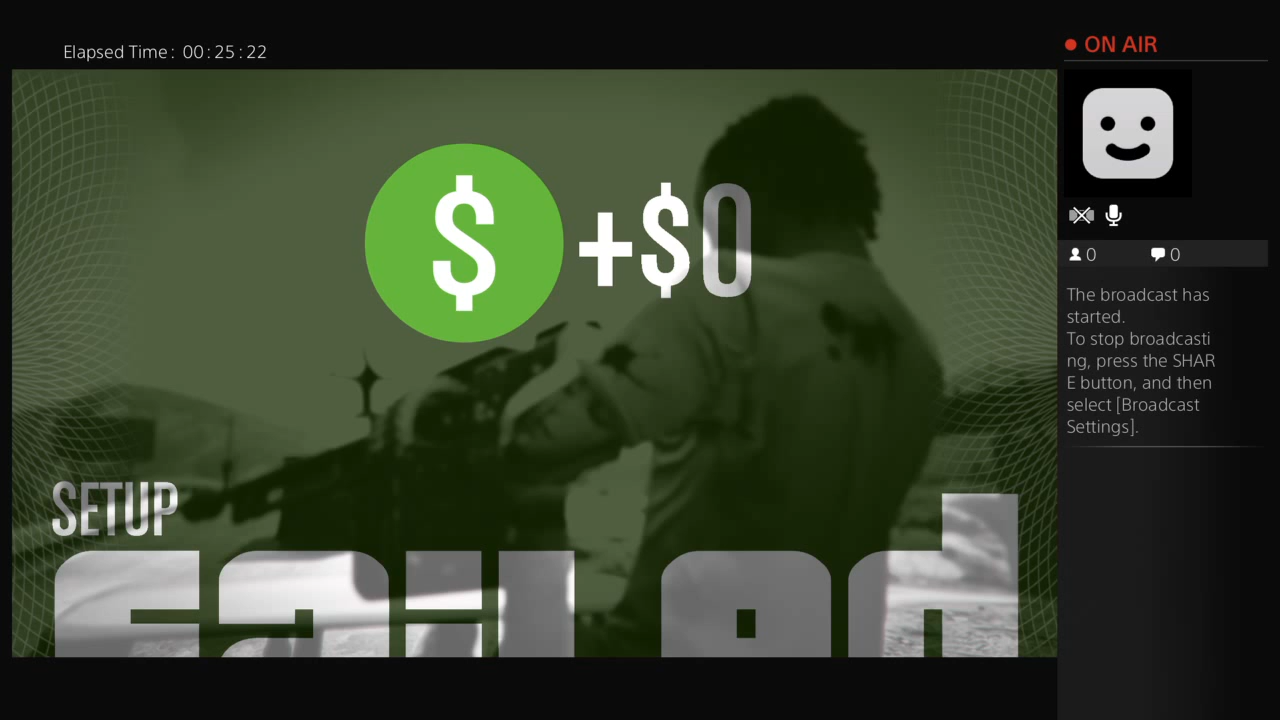 Elapsed Time: 00:25:22
ON AIR
$ +$0
0 0
The broadcast has
started.
To stop broadcasti
ng, press the SHAR
E button, and then
select [Broadcast
Settings].
SETUP
failed